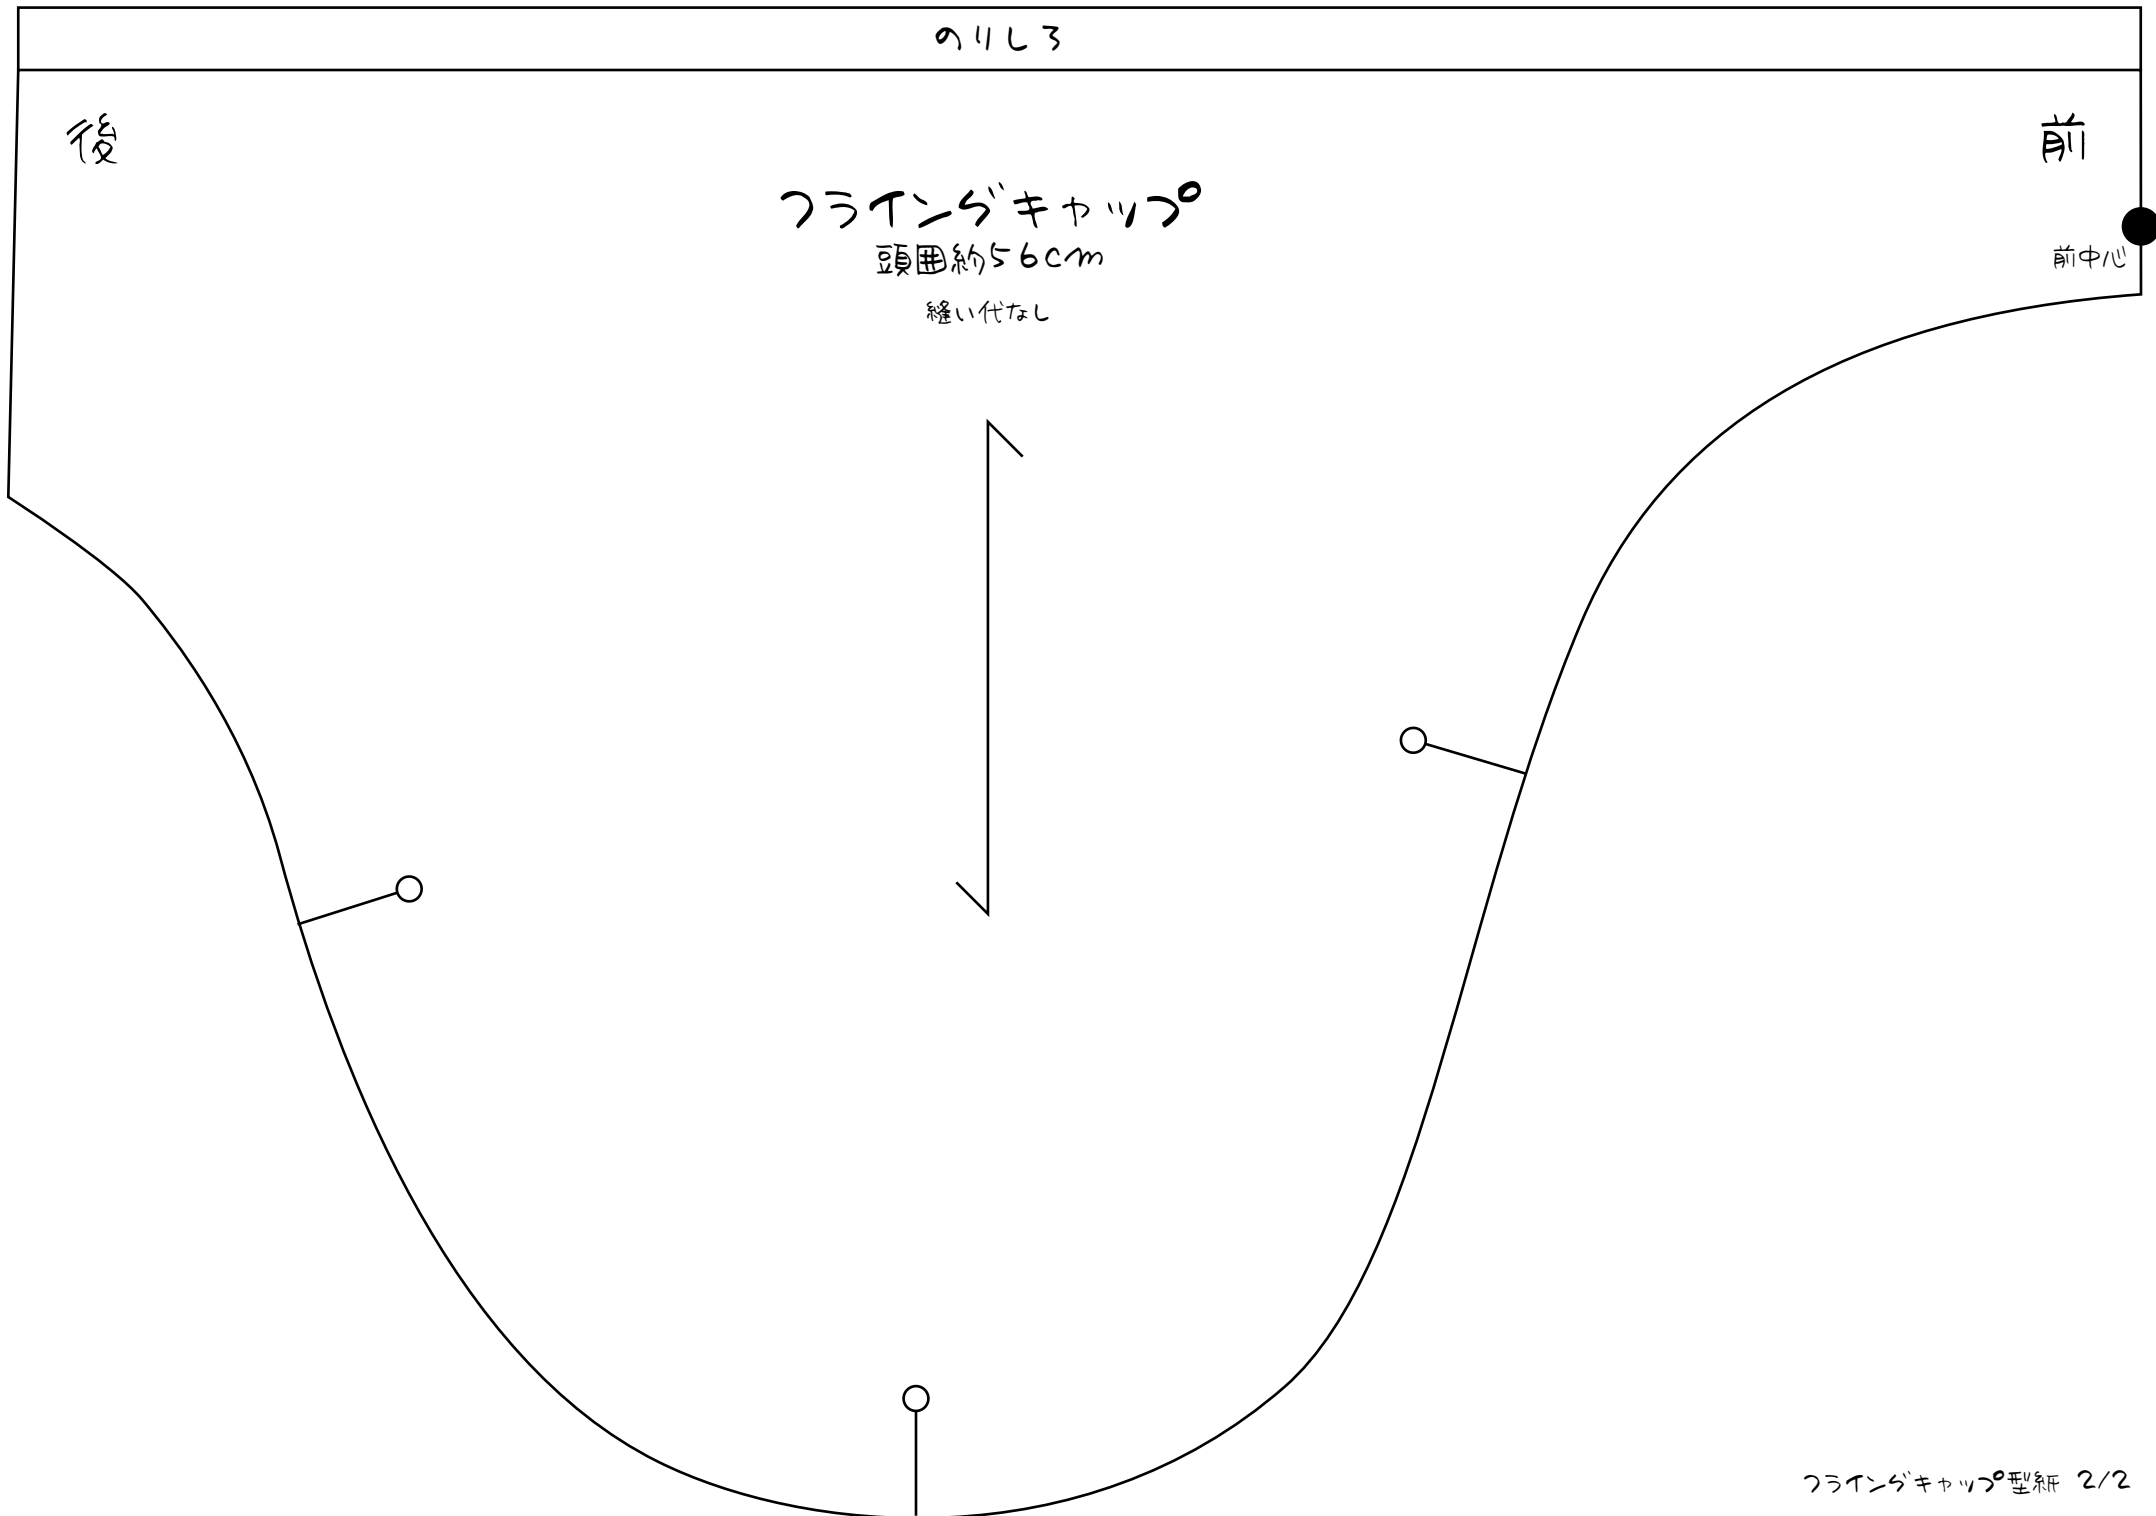 のりしろ
後
前
フライングキャップ
頭囲約56cm
前中心
縫い代なし
フライングキャップ型紙 2/2